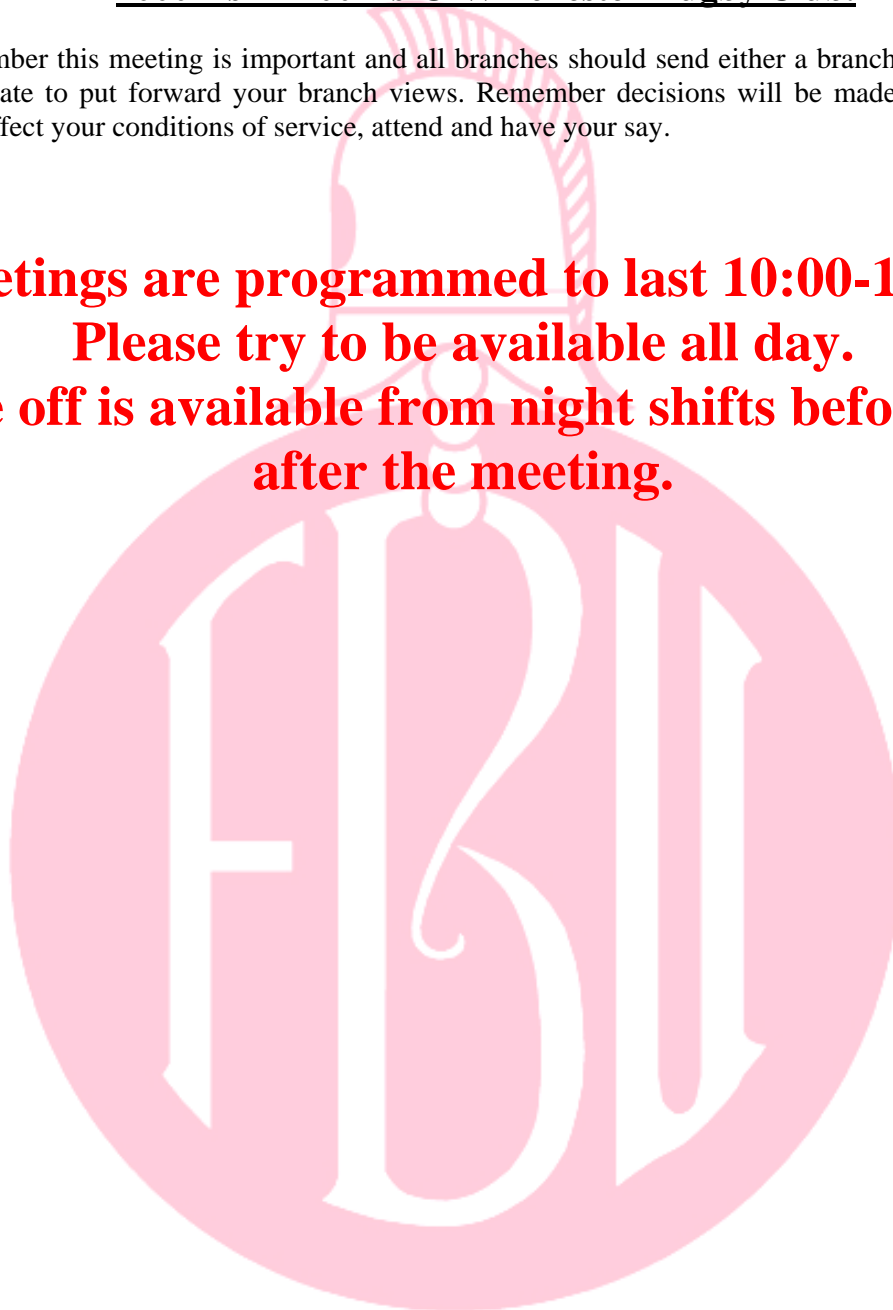 mber this meeting is important and all branches should send either a branch
ate to put forward your branch views. Remember decisions will be made
ffect your conditions of service, attend and have your say.
etings are programmed to last 10:00-1
Please try to be available all day.
e off is available from night shifts befo
after the meeting.
FBU